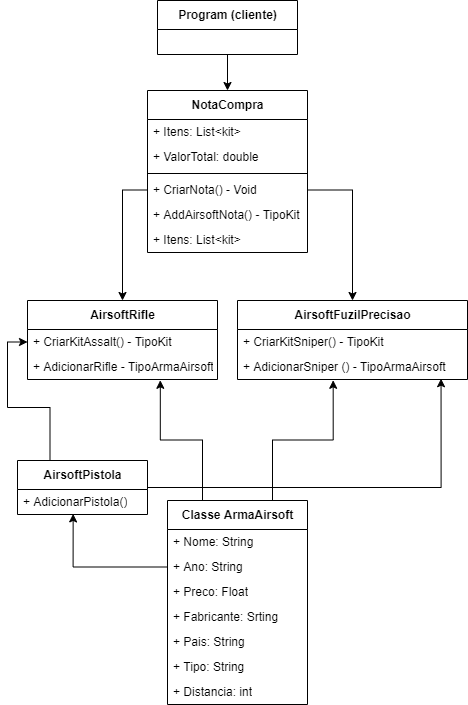 Program (cliente)
NotaCompra
+ Itens: List<kit>
+ ValorTotal: double
+ CriarNota() - Void
+ AddAirsoftNota() - TipoKit
+ Itens: List<kit>
AirsoftRifle
+ CriarKitAssalt() - TipoKit
+ AdicionarRifle - TipoArmaAirsoft
AirsoftFuzilPrecisao
+ CriarKitSniper() - TipoKit
+ AdicionarSniper () - TipoArmaAirsoft
AirsoftPistola
+ AdicionarPistola()
Classe ArmaAirsoft
+ Nome: String
+ Ano: String
+ Preco: Float
+ Fabricante: Srting
+ Pais: String
+ Tipo: String
+ Distancia: int